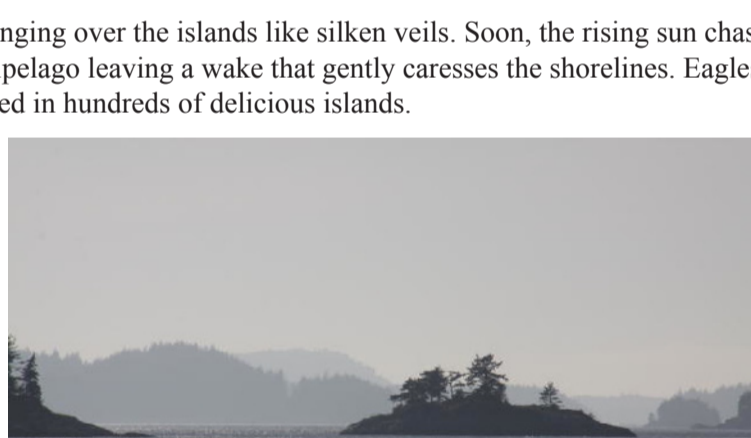 nging over the islands like silken veils. Soon, the rising sun chas
pelago leaving a wake that gently caresses the shorelines. Eagle
ed in hundreds of delicious islands.